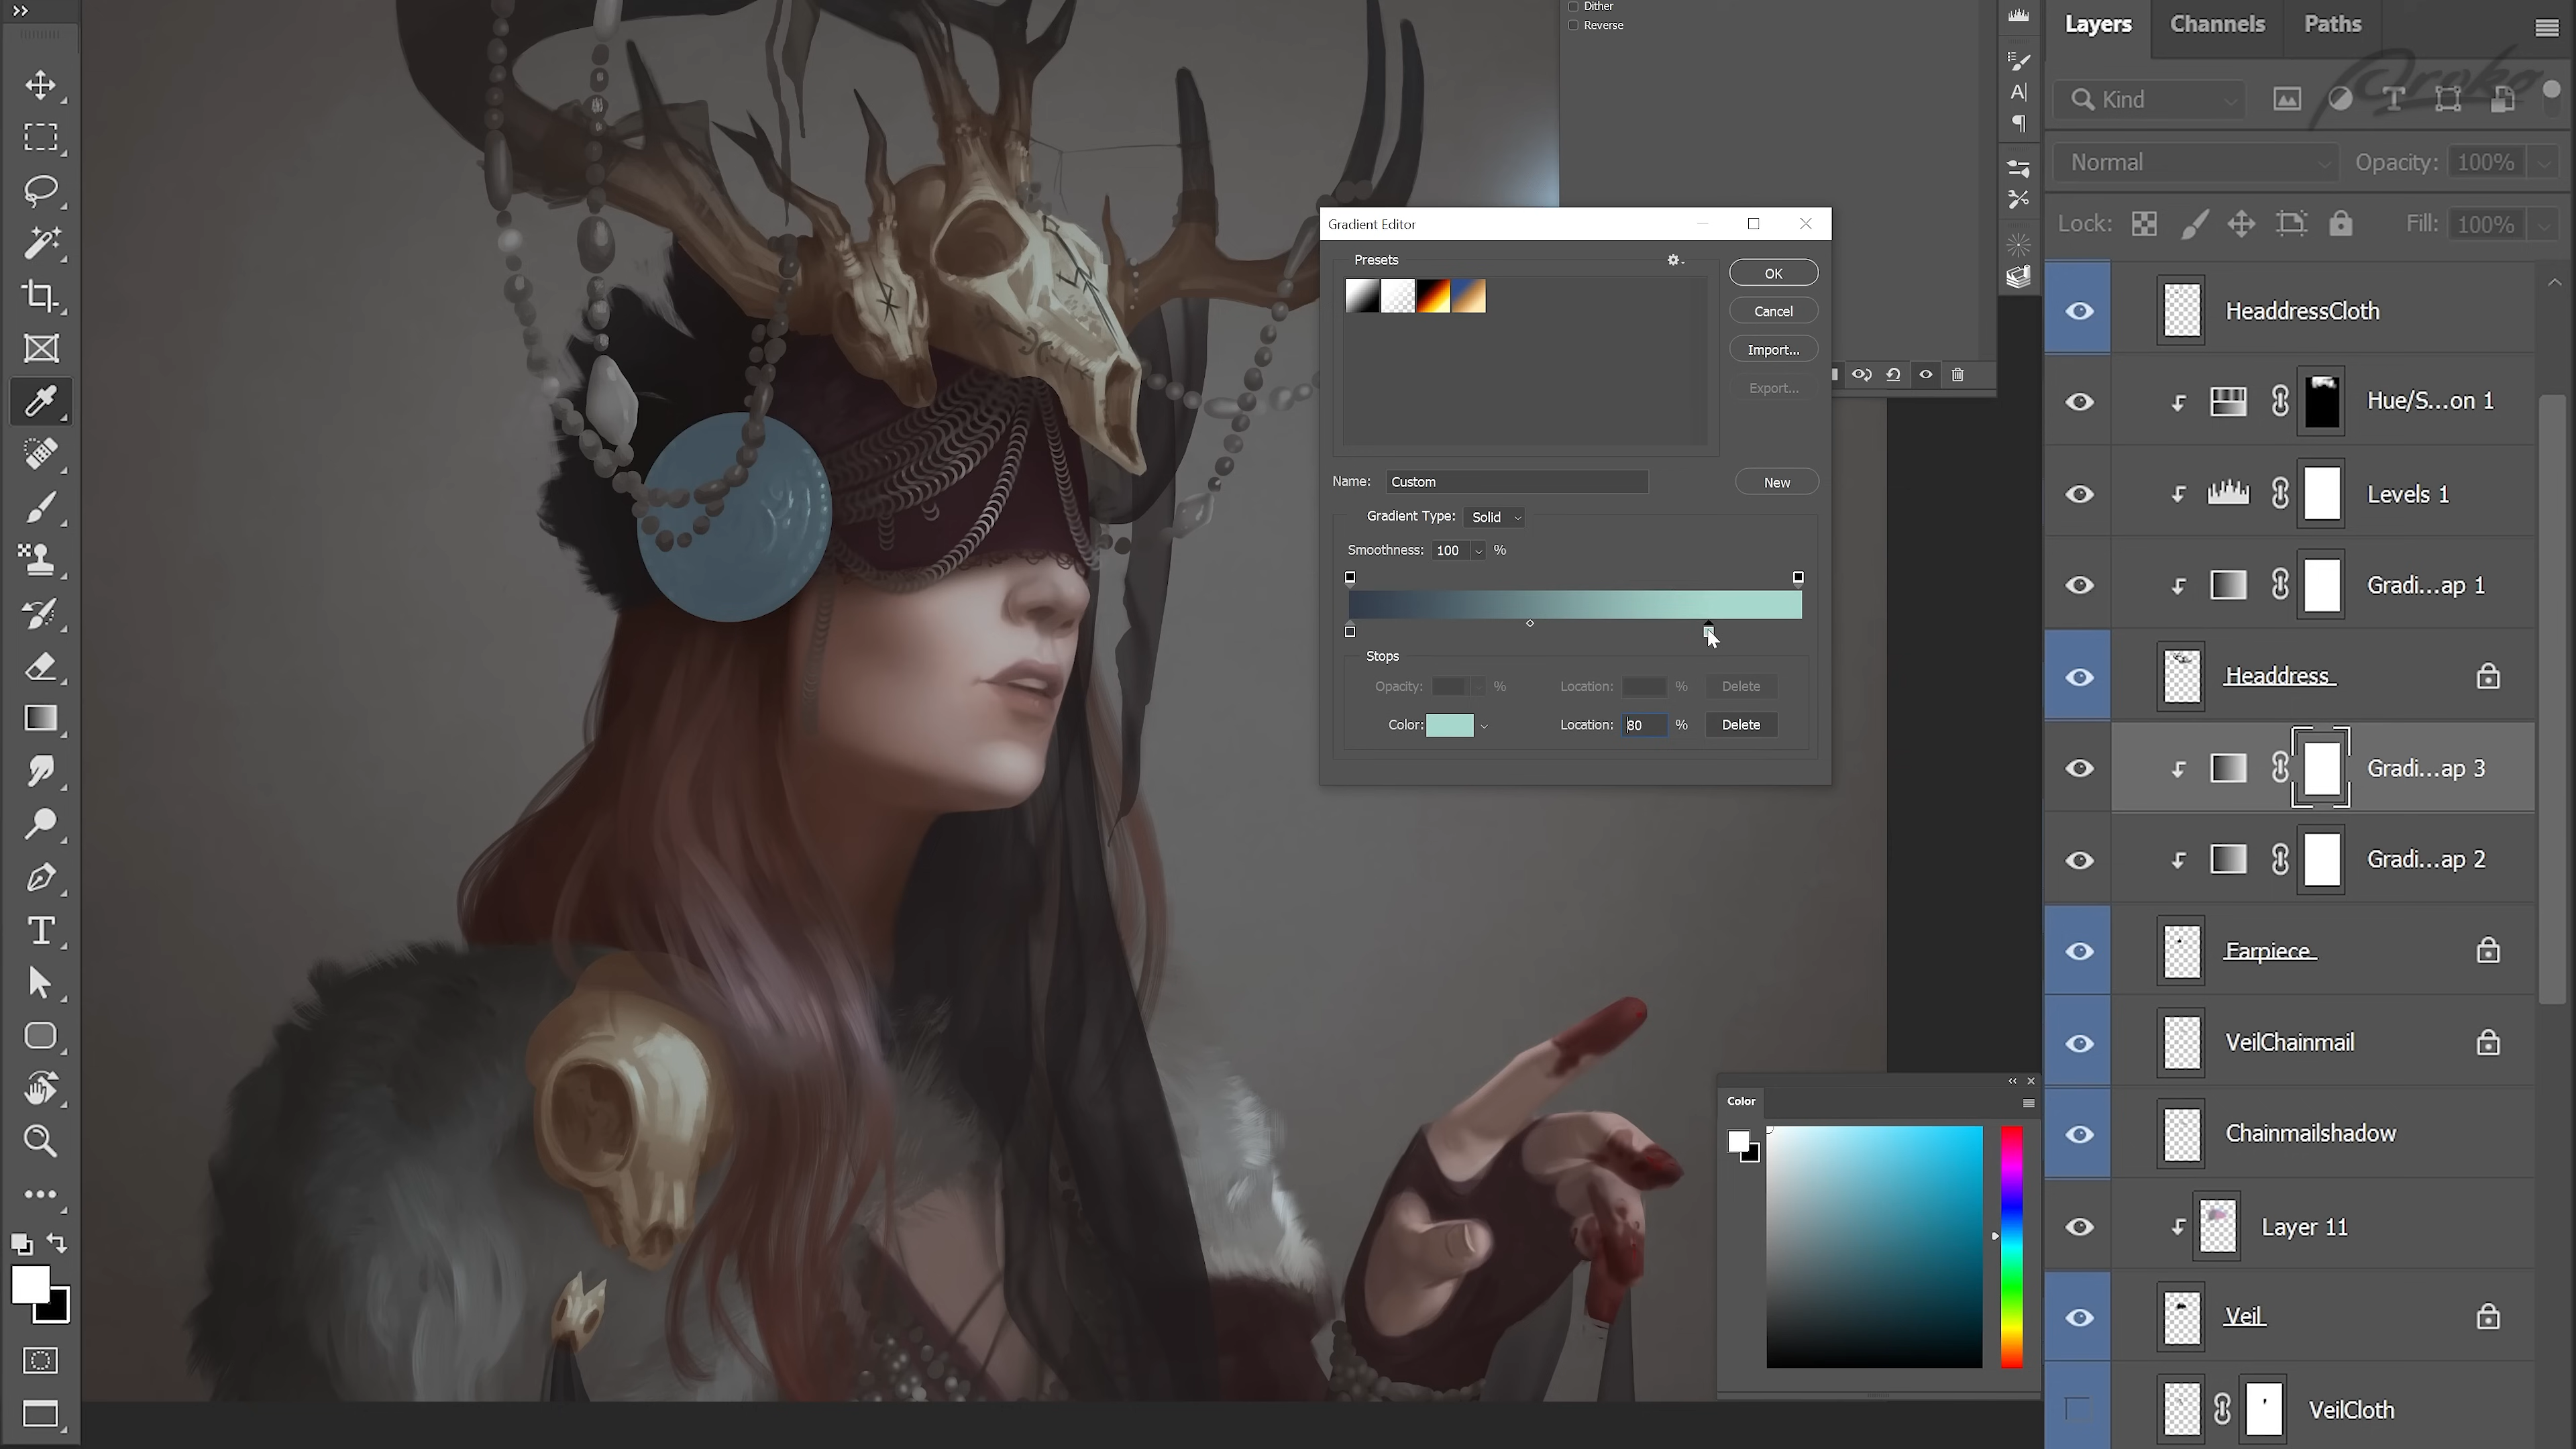 Dither
Reverse
Layers
Channels
Paths
Proko
Kind
Normal
Opacity: 100%
Lock:
Fill: 100%
Gradient Editor
Presets
OK
Cancel
Import...
Export...
Name: Custom
New
Gradient Type: Solid
Smoothness: 100 %
Stops
Opacity: %
Location: %
Delete
Color:
Location: 80 %
Delete
HeaddressCloth
Hue/S...on 1
Levels 1
Gradi...ap 1
Headdress
Gradi...ap 3
Gradi...ap 2
Earpiece
VeilChainmail
Chainmailshadow
Layer 11
Veil
VeilCloth
Color